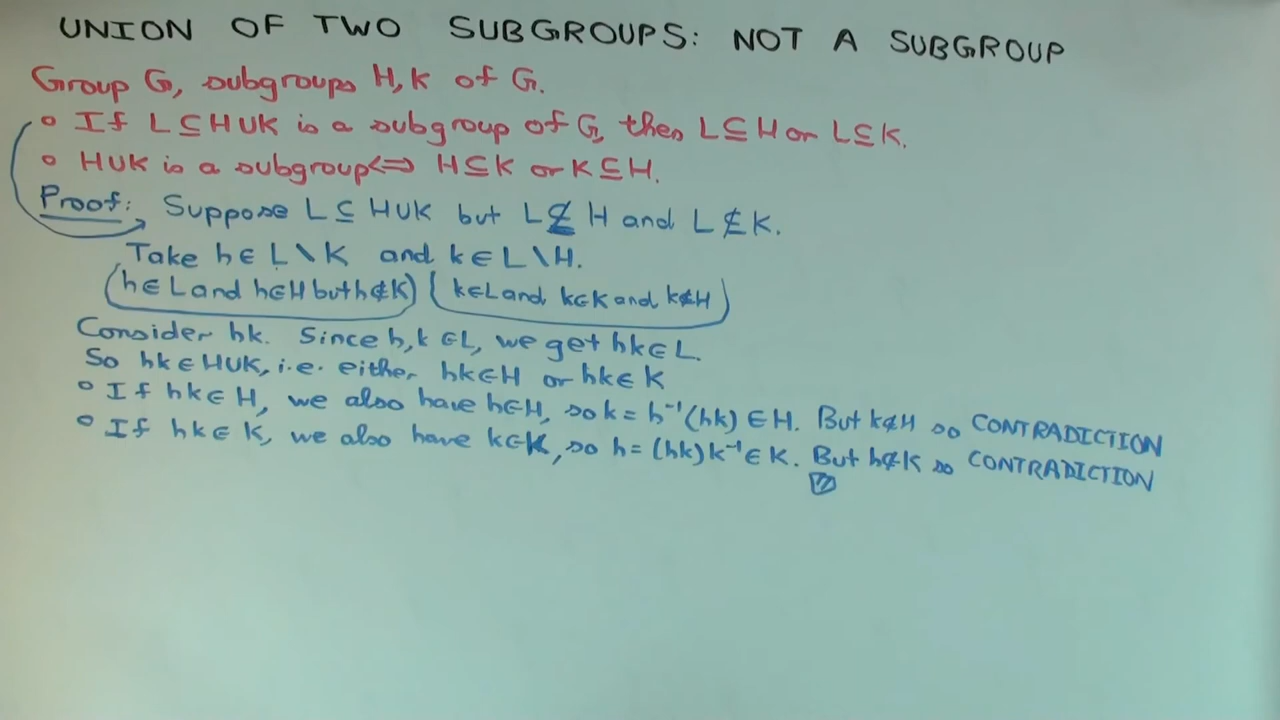 UNION OF TWO SUBGROUPS: NOT A SUBGROUP
Group G, subgroups H, K of G.
∘ If L ⊆ H∪K is a subgroup of G, then L⊆H or L⊆K.
∘ H∪K is a subgroup ⟺ H⊆K or K⊆H.
Proof: Suppose L ⊆ H∪K but L⊈H and L⊈K.
Take h∈L\K and k∈L\H.
(h∈L and h∈H but h∉K) (k∈L and k∈K and k∉H)
Consider hk. Since h,k∈L, we get hk∈L.
So hk∈H∪K, i.e. either hk∈H or hk∈K
∘ If hk∈H, we also have h∈H, so k=h⁻¹(hk)∈H. But k∉H so CONTRADICTION
∘ If hk∈K, we also have k∈K, so h=(hk)k⁻¹∈K. But h∉K so CONTRADICTION